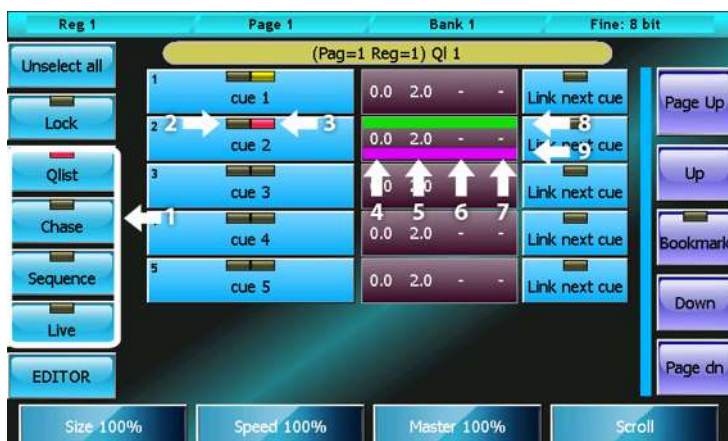 Reg 1 Page 1 Bank 1 Fine: 8 bit
(Pag=1 Reg=1) Ql 1
Unselect all
Lock
Qlist
Chase
Sequence
Live
EDITOR
1 cue 1 0.0 2.0 - - Link next cue
2 cue 2 0.0 2.0 - - next cue
3 cue 3 Link next cue
cue 4 0.0 2.0 - - Link next cue
5 cue 5 0.0 2.0 - - Link next cue
2 3 8
9
1 4 5 6 7
Page Up
Up
Bookmark
Down
Page dn
Size 100% Speed 100% Master 100% Scroll